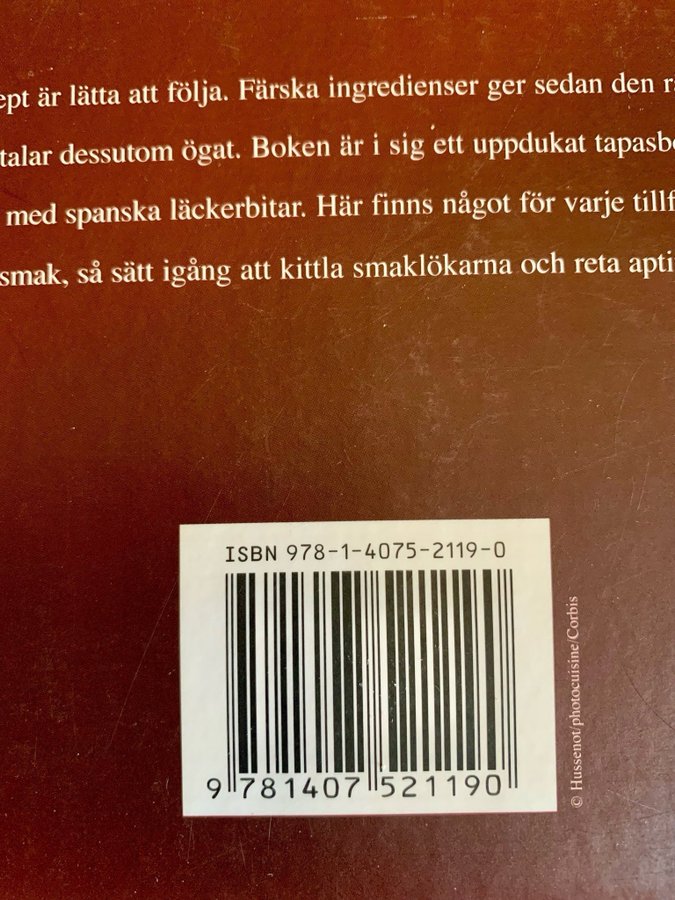 ept är lätta att följa. Färska ingredienser ger sedan den r
talar dessutom ögat. Boken är i sig ett uppdukat tapasb
med spanska läckerbitar. Här finns något för varje tillf
smak, så sätt igång att kittla smaklökarna och reta apti
ISBN 978-1-4075-2119-0
9 781407 521190
© Hussenot/photocuisine/Corbis